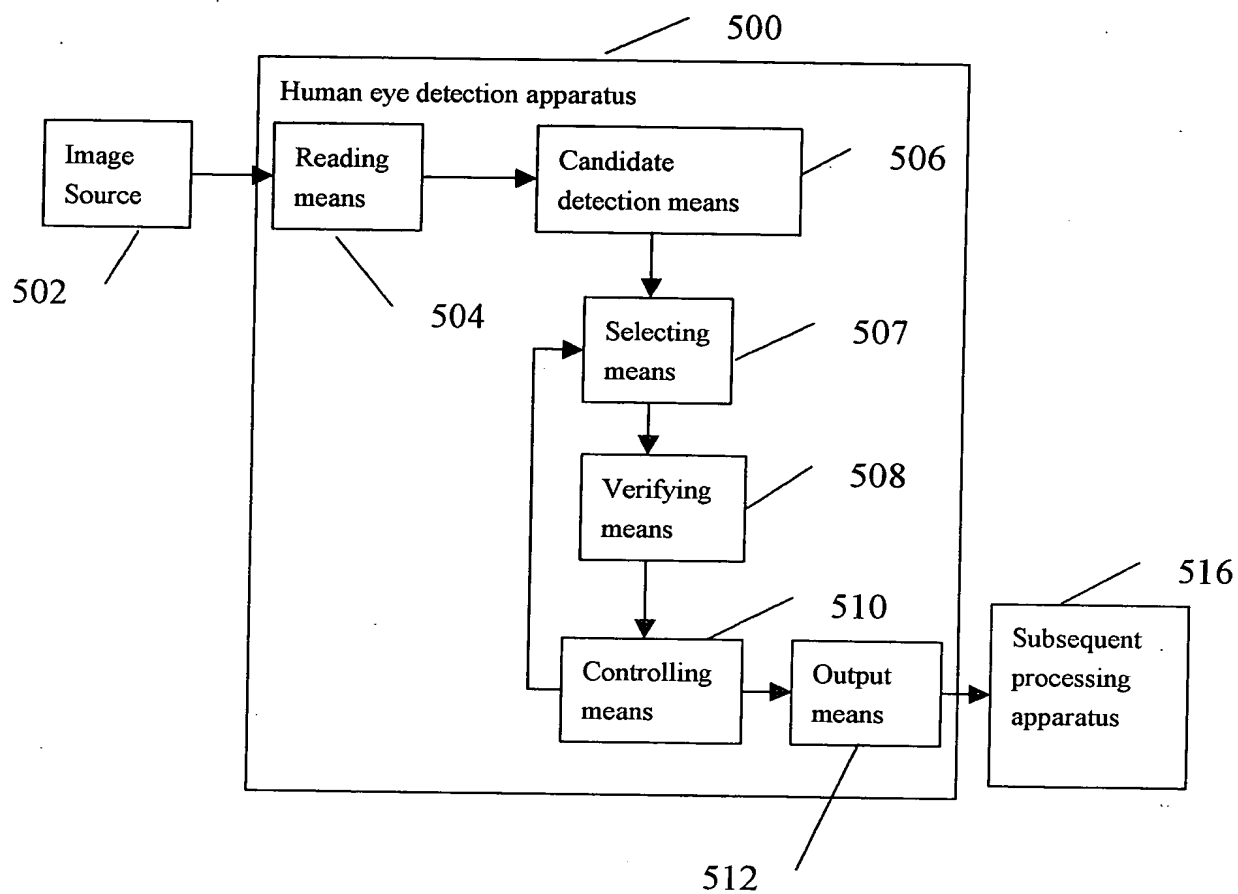 500
Human eye detection apparatus
Image
Source
Reading
means
Candidate
detection means
506
502
504
Selecting
means
507
Verifying
means
508
516
510
Controlling
means
Output
means
Subsequent
processing
apparatus
512